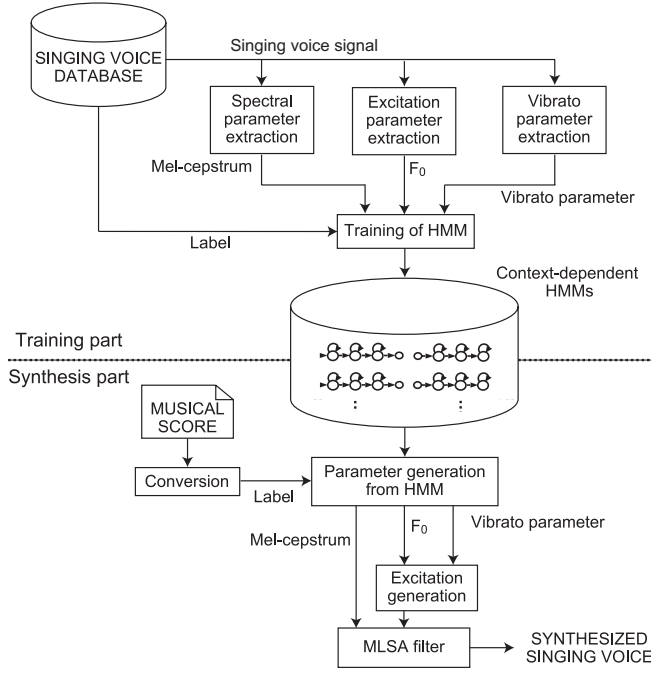 SINGING VOICE
DATABASE
Singing voice signal
Spectral
parameter
extraction
Excitation
parameter
extraction
Vibrato
parameter
extraction
Mel-cepstrum
F0
Vibrato parameter
Label
Training of HMM
Context-dependent
HMMs
Training part
Synthesis part
MUSICAL
SCORE
Conversion
Label
Parameter generation
from HMM
Mel-cepstrum
F0
Vibrato parameter
Excitation
generation
MLSA filter
SYNTHESIZED
SINGING VOICE